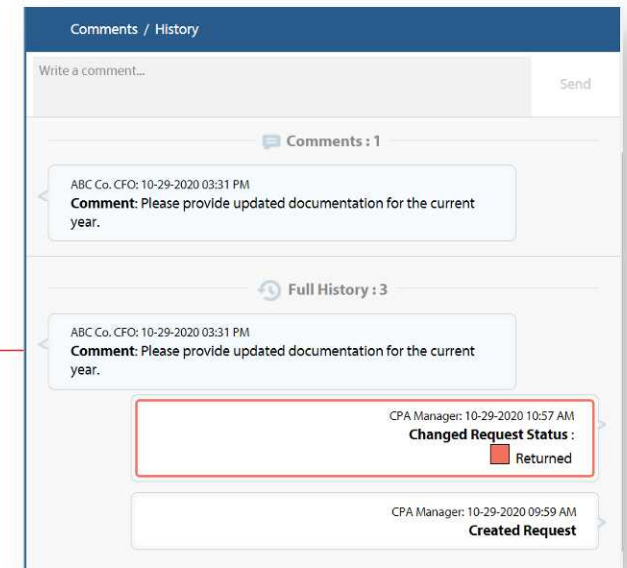 Comments / History
Write a comment...
Send
Comments : 1
ABC Co. CFO: 10-29-2020 03:31 PM
Comment: Please provide updated documentation for the current
year.
Full History : 3
ABC Co. CFO: 10-29-2020 03:31 PM
Comment: Please provide updated documentation for the current
year.
CPA Manager: 10-29-2020 10:57 AM
Changed Request Status :
Returned
CPA Manager: 10-29-2020 09:59 AM
Created Request